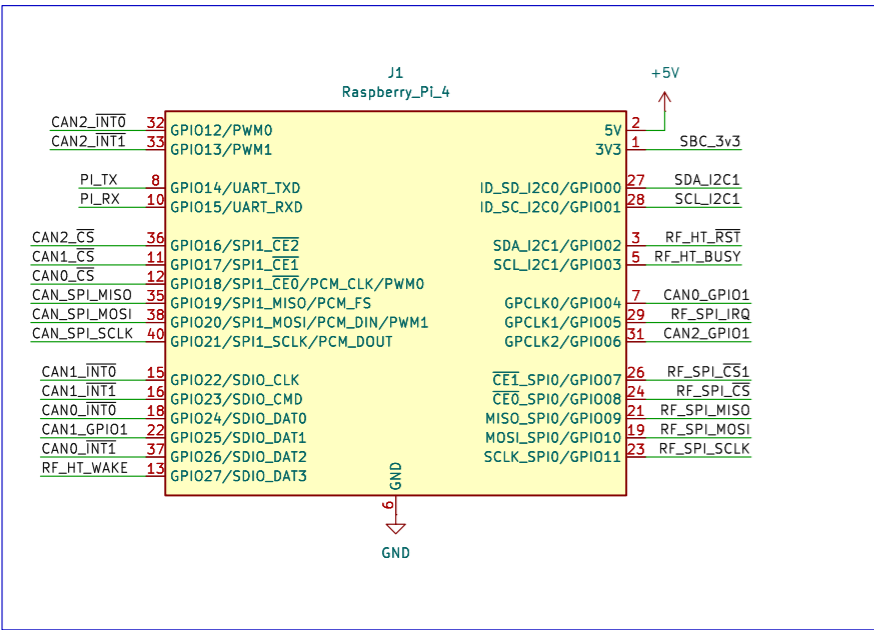 J1
Raspberry_Pi_4
+5V
CAN2_INT0 32 GPIO12/PWM0
CAN2_INT1 33 GPIO13/PWM1
PI_TX 8 GPIO14/UART_TXD
PI_RX 10 GPIO15/UART_RXD
CAN2_CS 36 GPIO16/SPI1_CE2
CAN1_CS 11 GPIO17/SPI1_CE1
CAN0_CS 12 GPIO18/SPI1_CE0/PCM_CLK/PWM0
CAN_SPI_MISO 35 GPIO19/SPI1_MISO/PCM_FS
CAN_SPI_MOSI 38 GPIO20/SPI1_MOSI/PCM_DIN/PWM1
CAN_SPI_SCLK 40 GPIO21/SPI1_SCLK/PCM_DOUT
CAN1_INT0 15 GPIO22/SDIO_CLK
CAN1_INT1 16 GPIO23/SDIO_CMD
CAN0_INT0 18 GPIO24/SDIO_DAT0
CAN1_GPIO1 22 GPIO25/SDIO_DAT1
CAN0_INT1 37 GPIO26/SDIO_DAT2
RF_HT_WAKE 13 GPIO27/SDIO_DAT3
5V 2
3V3 1 SBC_3v3
ID_SD_I2C0/GPIO00 27 SDA_I2C1
ID_SC_I2C0/GPIO01 28 SCL_I2C1
SDA_I2C1/GPIO02 3 RF_HT_RST
SCL_I2C1/GPIO03 5 RF_HT_BUSY
GPCLK0/GPIO04 7 CAN0_GPIO1
GPCLK1/GPIO05 29 RF_SPI_IRQ
GPCLK2/GPIO06 31 CAN2_GPIO1
CE1_SPI0/GPIO07 26 RF_SPI_CS1
CE0_SPI0/GPIO08 24 RF_SPI_CS
MISO_SPI0/GPIO09 21 RF_SPI_MISO
MOSI_SPI0/GPIO10 19 RF_SPI_MOSI
SCLK_SPI0/GPIO11 23 RF_SPI_SCLK
GND
6
GND